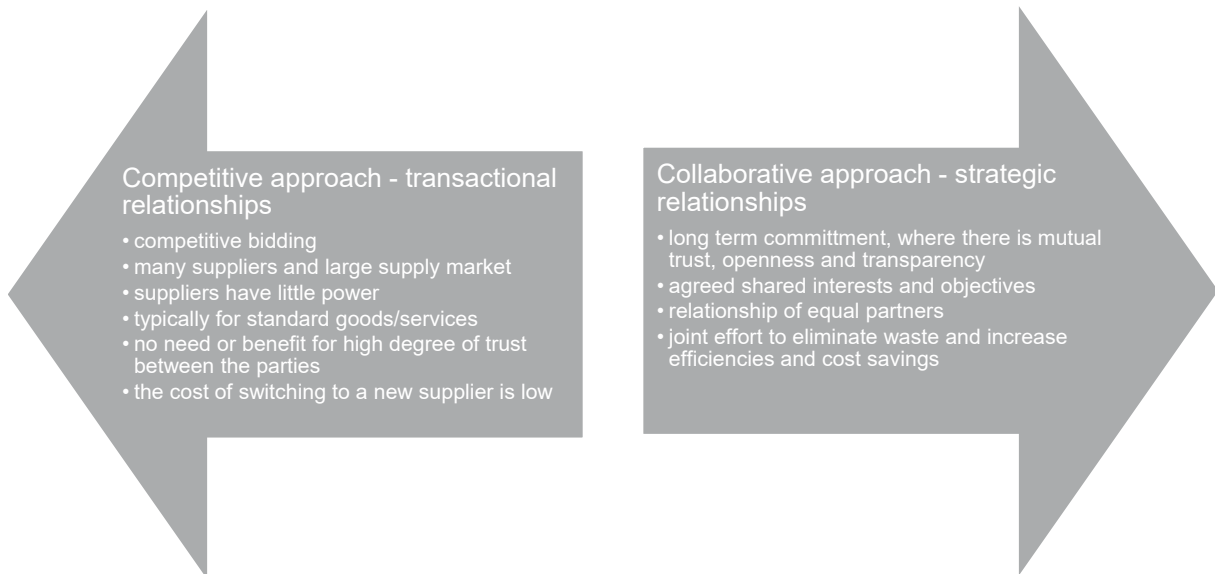 Competitive approach - transactional
relationships
• competitive bidding
• many suppliers and large supply market
• suppliers have little power
• typically for standard goods/services
• no need or benefit for high degree of trust
between the parties
• the cost of switching to a new supplier is low
Collaborative approach - strategic
relationships
• long term committment, where there is mutual
trust, openness and transparency
• agreed shared interests and objectives
• relationship of equal partners
• joint effort to eliminate waste and increase
efficiencies and cost savings